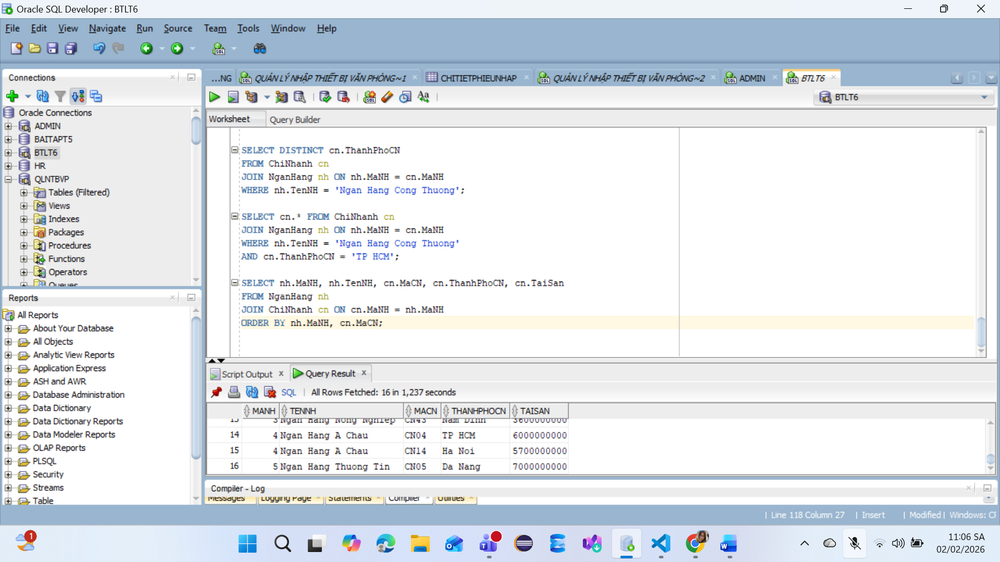 Oracle SQL Developer : BTLT6
File Edit View Navigate Run Source Team Tools Window Help
Connections
Oracle Connections
ADMIN
BAITAPT5
BTLT6
HR
QLNTBVP
Tables (Filtered)
Views
Indexes
Packages
Procedures
Functions
Operators
Queues
Reports
All Reports
About Your Database
All Objects
Analytic View Reports
Application Express
ASH and AWR
Database Administration
Data Dictionary
Data Dictionary Reports
Data Modeler Reports
OLAP Reports
PLSQL
Security
Streams
Table
...NG QUẢN LÝ NHẬP THIẾT BỊ VĂN PHÒNG~1 CHITIETPHIEUNHAP QUẢN LÝ NHẬP THIẾT BỊ VĂN PHÒNG~2 ADMIN BTLT6
BTLT6
Worksheet Query Builder
SELECT DISTINCT cn.ThanhPhoCN
FROM ChiNhanh cn
JOIN NganHang nh ON nh.MaNH = cn.MaNH
WHERE nh.TenNH = 'Ngan Hang Cong Thuong';
SELECT cn.* FROM ChiNhanh cn
JOIN NganHang nh ON nh.MaNH = cn.MaNH
WHERE nh.TenNH = 'Ngan Hang Cong Thuong'
AND cn.ThanhPhoCN = 'TP HCM';
SELECT nh.MaNH, nh.TenNH, cn.MaCN, cn.ThanhPhoCN, cn.TaiSan
FROM NganHang nh
JOIN ChiNhanh cn ON cn.MaNH = nh.MaNH
ORDER BY nh.MaNH, cn.MaCN;
Script Output Query Result
SQL All Rows Fetched: 16 in 1,237 seconds
MANH TENNH MACN THANHPHOCN TAISAN
13 3 Ngan Hang Nong Nghiep CN43 Nam Dinh 3600000000
14 4 Ngan Hang A Chau CN04 TP HCM 6000000000
15 4 Ngan Hang A Chau CN14 Ha Noi 5700000000
16 5 Ngan Hang Thuong Tin CN05 Da Nang 7000000000
Compiler - Log
Messages Logging Page Statements Compiler Utilities
Line 118 Column 27 | Insert | Modified | Windows: CF
1
11:06 SA
02/02/2026